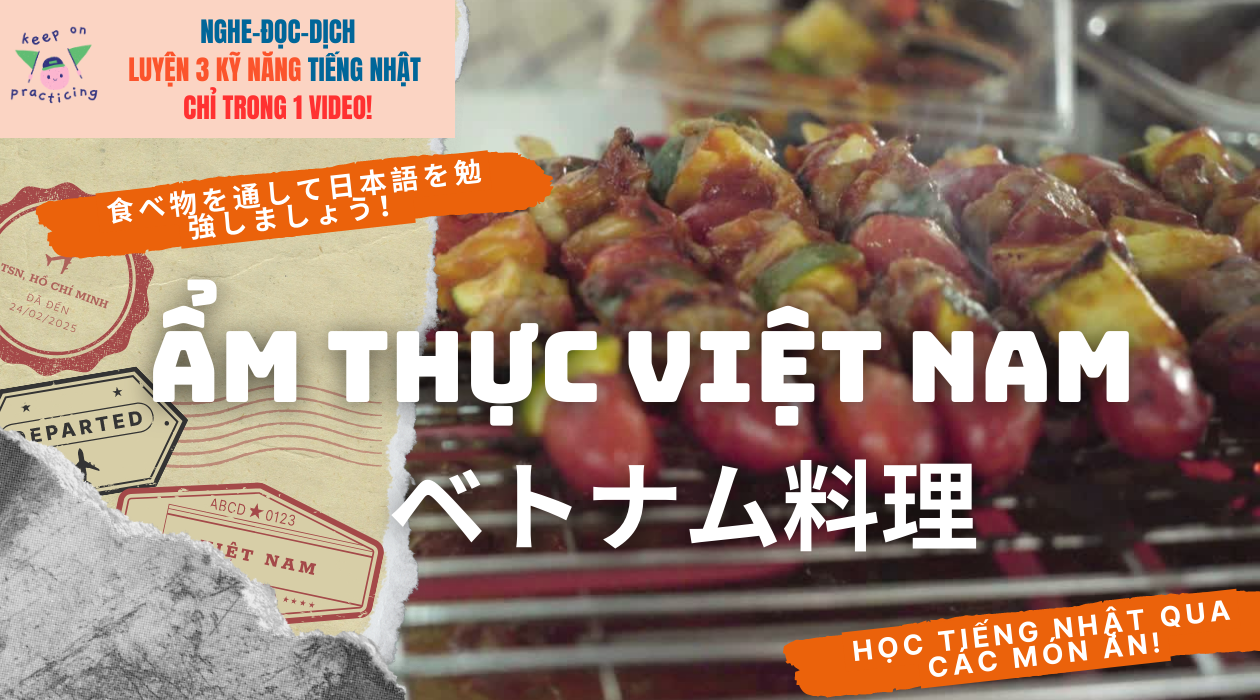 keep on
practicing
NGHE-ĐỌC-DỊCH
LUYỆN 3 KỸ NĂNG TIẾNG NHẬT
CHỈ TRONG 1 VIDEO!
食べ物を通して日本語を勉
強しましょう！
TSN, HỒ CHÍ MINH
ĐÃ ĐẾN
24/02/2025
ẨM THỰC VIỆT NAM
DEPARTED
ベトナム料理
ABCD★0123
VIỆT NAM
HỌC TIẾNG NHẬT QUA
CÁC MÓN ĂN!